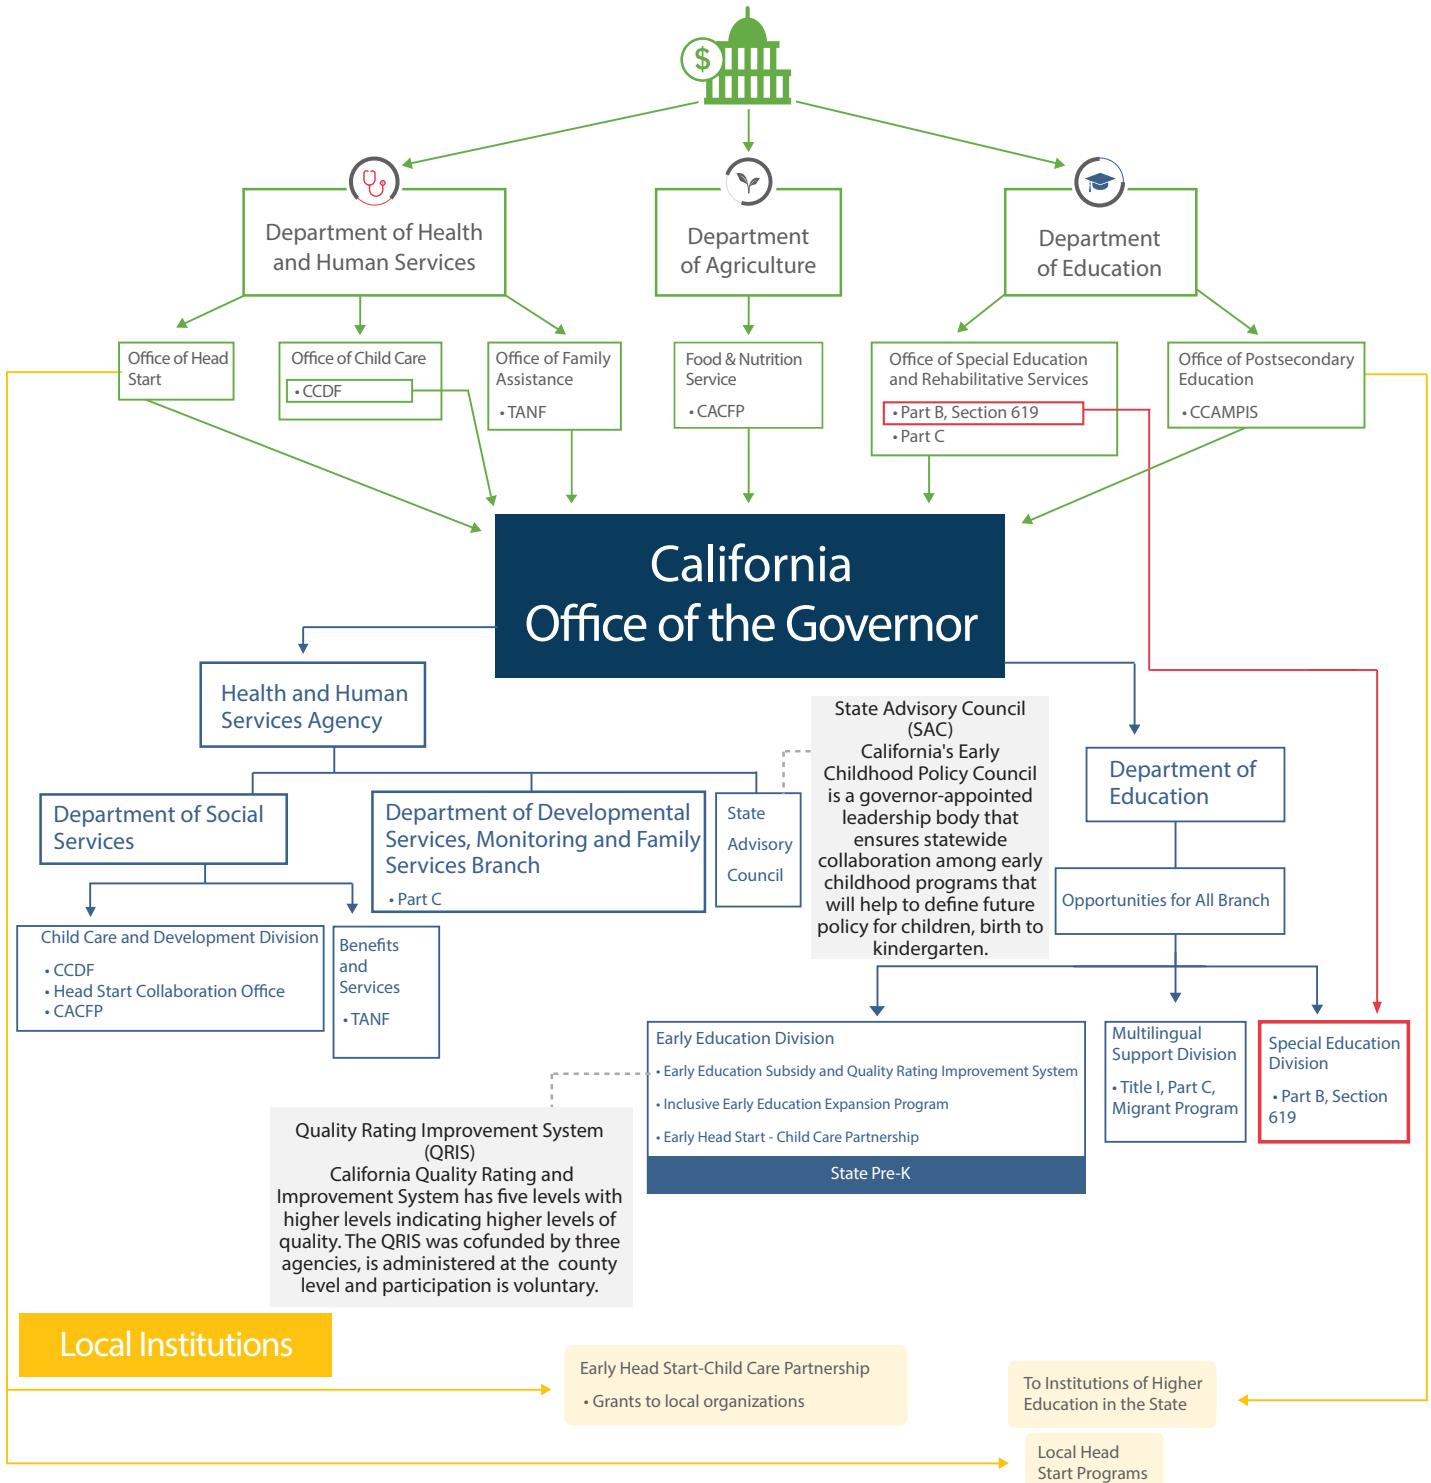 $
Department of Health
and Human Services
Department
of Agriculture
Department
of Education
Office of Head
Start
Office of Child Care
• CCDF
Office of Family
Assistance
• TANF
Food & Nutrition
Service
• CACFP
Office of Special Education
and Rehabilitative Services
• Part B, Section 619
• Part C
Office of Postsecondary
Education
• CCAMPIS
California
Office of the Governor
Health and Human
Services Agency
Department of Social
Services
Department of Developmental
Services, Monitoring and Family
Services Branch
• Part C
State
Advisory
Council
State Advisory Council
(SAC)
California's Early
Childhood Policy Council
is a governor-appointed
leadership body that
ensures statewide
collaboration among early
childhood programs that
will help to define future
policy for children, birth to
kindergarten.
Department of
Education
Opportunities for All Branch
Child Care and Development Division
• CCDF
• Head Start Collaboration Office
• CACFP
Benefits
and
Services
• TANF
Early Education Division
• Early Education Subsidy and Quality Rating Improvement System
• Inclusive Early Education Expansion Program
• Early Head Start - Child Care Partnership
State Pre-K
Multilingual
Support Division
• Title I, Part C,
Migrant Program
Special Education
Division
• Part B, Section
619
Quality Rating Improvement System
(QRIS)
California Quality Rating and
Improvement System has five levels with
higher levels indicating higher levels of
quality. The QRIS was cofunded by three
agencies, is administered at the county
level and participation is voluntary.
Local Institutions
Early Head Start-Child Care Partnership
• Grants to local organizations
To Institutions of Higher
Education in the State
Local Head
Start Programs